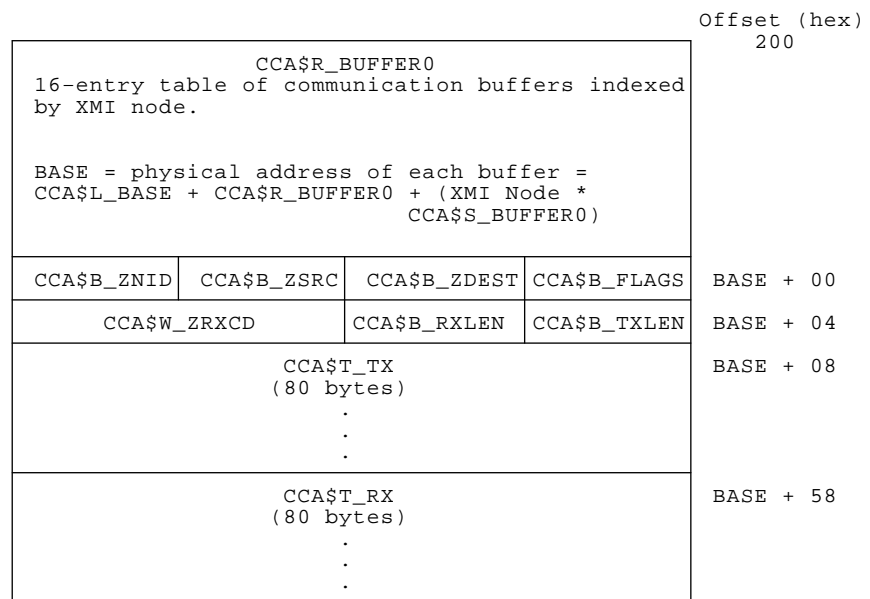 Offset (hex)
200
CCA$R_BUFFER0
16-entry table of communication buffers indexed
by XMI node.
BASE = physical address of each buffer =
CCA$L_BASE + CCA$R_BUFFER0 + (XMI Node *
CCA$S_BUFFER0)
CCA$B_ZNID CCA$B_ZSRC CCA$B_ZDEST CCA$B_FLAGS BASE + 00
CCA$W_ZRXCD CCA$B_RXLEN CCA$B_TXLEN BASE + 04
CCA$T_TX BASE + 08
(80 bytes)
.
.
.
CCA$T_RX BASE + 58
(80 bytes)
.
.
.